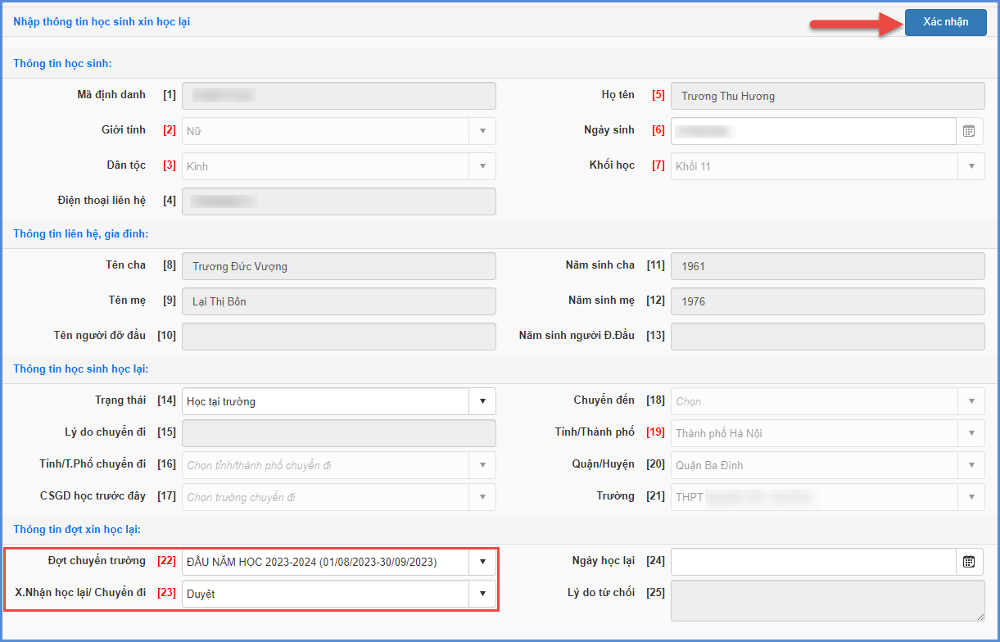 Nhập thông tin học sinh xin học lại
Xác nhận
Thông tin học sinh:
Mã định danh [1]
Họ tên [5] Trương Thu Hương
Giới tính [2] Nữ
Ngày sinh [6]
Dân tộc [3] Kinh
Khối học [7] Khối 11
Điện thoại liên hệ [4]
Thông tin liên hệ, gia đình:
Tên cha [8] Trương Đức Vượng
Năm sinh cha [11] 1961
Tên mẹ [9] Lại Thị Bốn
Năm sinh mẹ [12] 1976
Tên người đỡ đầu [10]
Năm sinh người Đ.Đầu [13]
Thông tin học sinh học lại:
Trạng thái [14] Học tại trường
Chuyển đến [18] Chọn
Lý do chuyển đi [15]
Tỉnh/Thành phố [19] Thành phố Hà Nội
Tỉnh/T.Phố chuyển đi [16] Chọn tỉnh/thành phố chuyển đi
Quận/Huyện [20] Quận Ba Đình
CSGD học trước đây [17] Chọn trường chuyển đi
Trường [21] THPT
Thông tin đợt xin học lại:
Đợt chuyển trường [22] ĐẦU NĂM HỌC 2023-2024 (01/08/2023-30/09/2023)
Ngày học lại [24]
X.Nhận học lại/ Chuyển đi [23] Duyệt
Lý do từ chối [25]